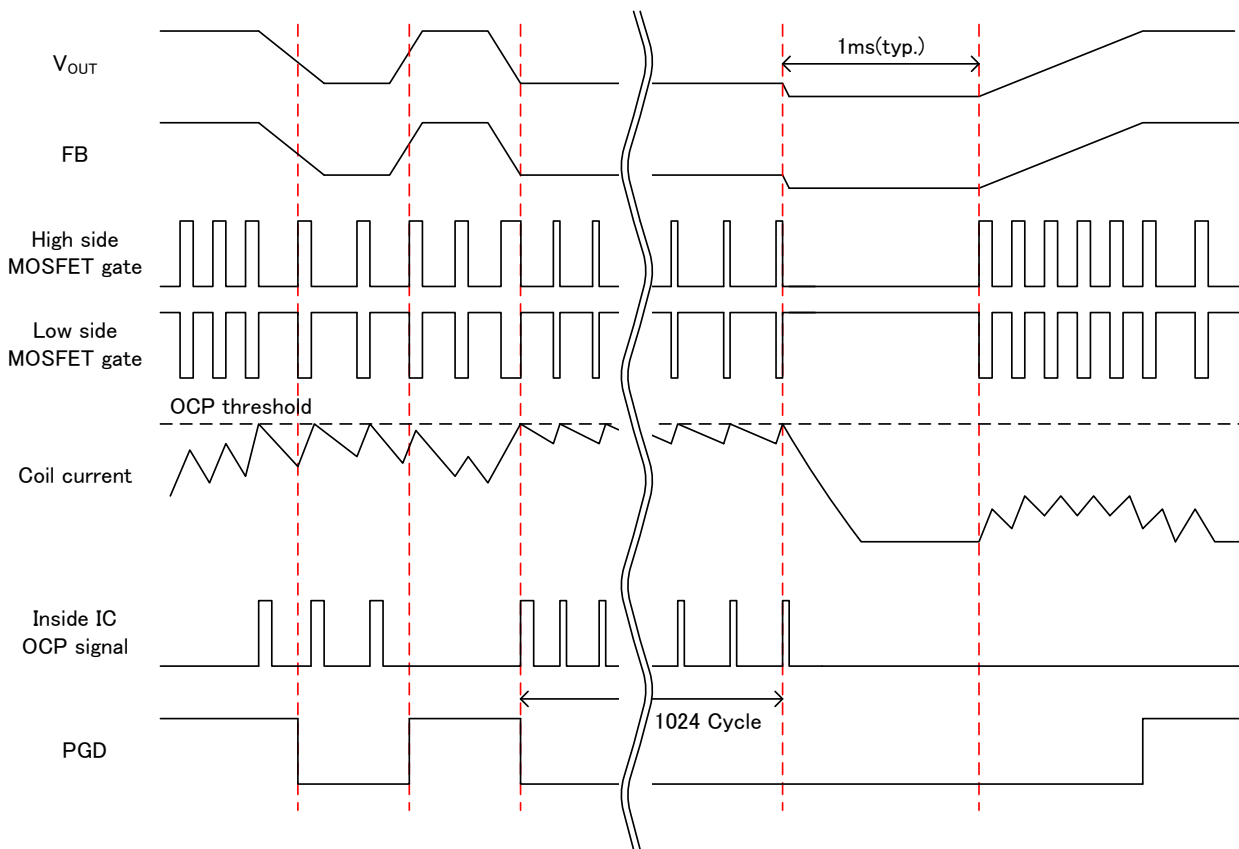 1ms(typ.)
VOUT
FB
High side
MOSFET gate
Low side
MOSFET gate
OCP threshold
Coil current
Inside IC
OCP signal
1024 Cycle
PGD